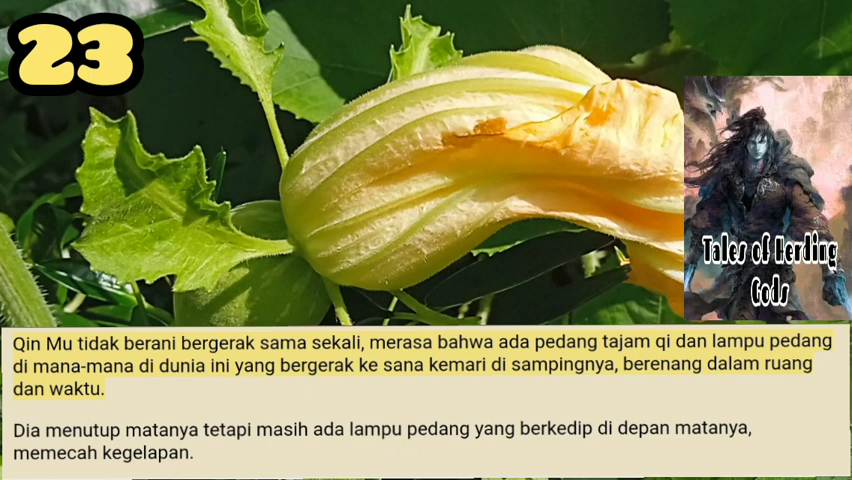 23
Tales of Herding
Gods
Qin Mu tidak berani bergerak sama sekali, merasa bahwa ada pedang tajam qi dan lampu pedang
di mana-mana di dunia ini yang bergerak ke sana kemari di sampingnya, berenang dalam ruang
dan waktu.
Dia menutup matanya tetapi masih ada lampu pedang yang berkedip di depan matanya,
memecah kegelapan.